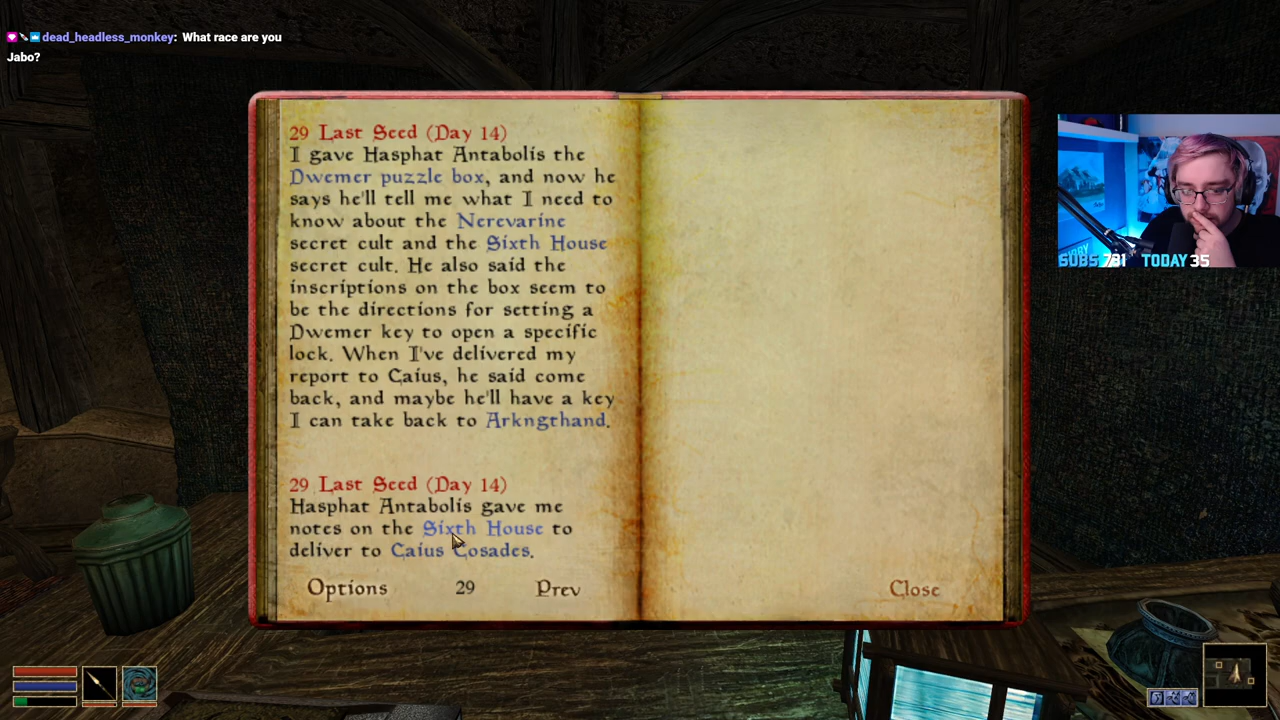 dead_headless_monkey: What race are you
Jabo?
29 Last Seed (Day 14)
I gave Hasphat Antabolis the
Dwemer puzzle box, and now he
says he'll tell me what I need to
know about the Nerevarine
secret cult and the Sixth House
secret cult. He also said the
inscriptions on the box seem to
be the directions for setting a
Dwemer key to open a specific
lock. When I've delivered my
report to Caius, he said come
back, and maybe he'll have a key
I can take back to Arkngthand.
29 Last Seed (Day 14)
Hasphat Antabolis gave me
notes on the Sixth House to
deliver to Caius Cosades.
Options 29 Prev Close
SUBS 781 TODAY 35